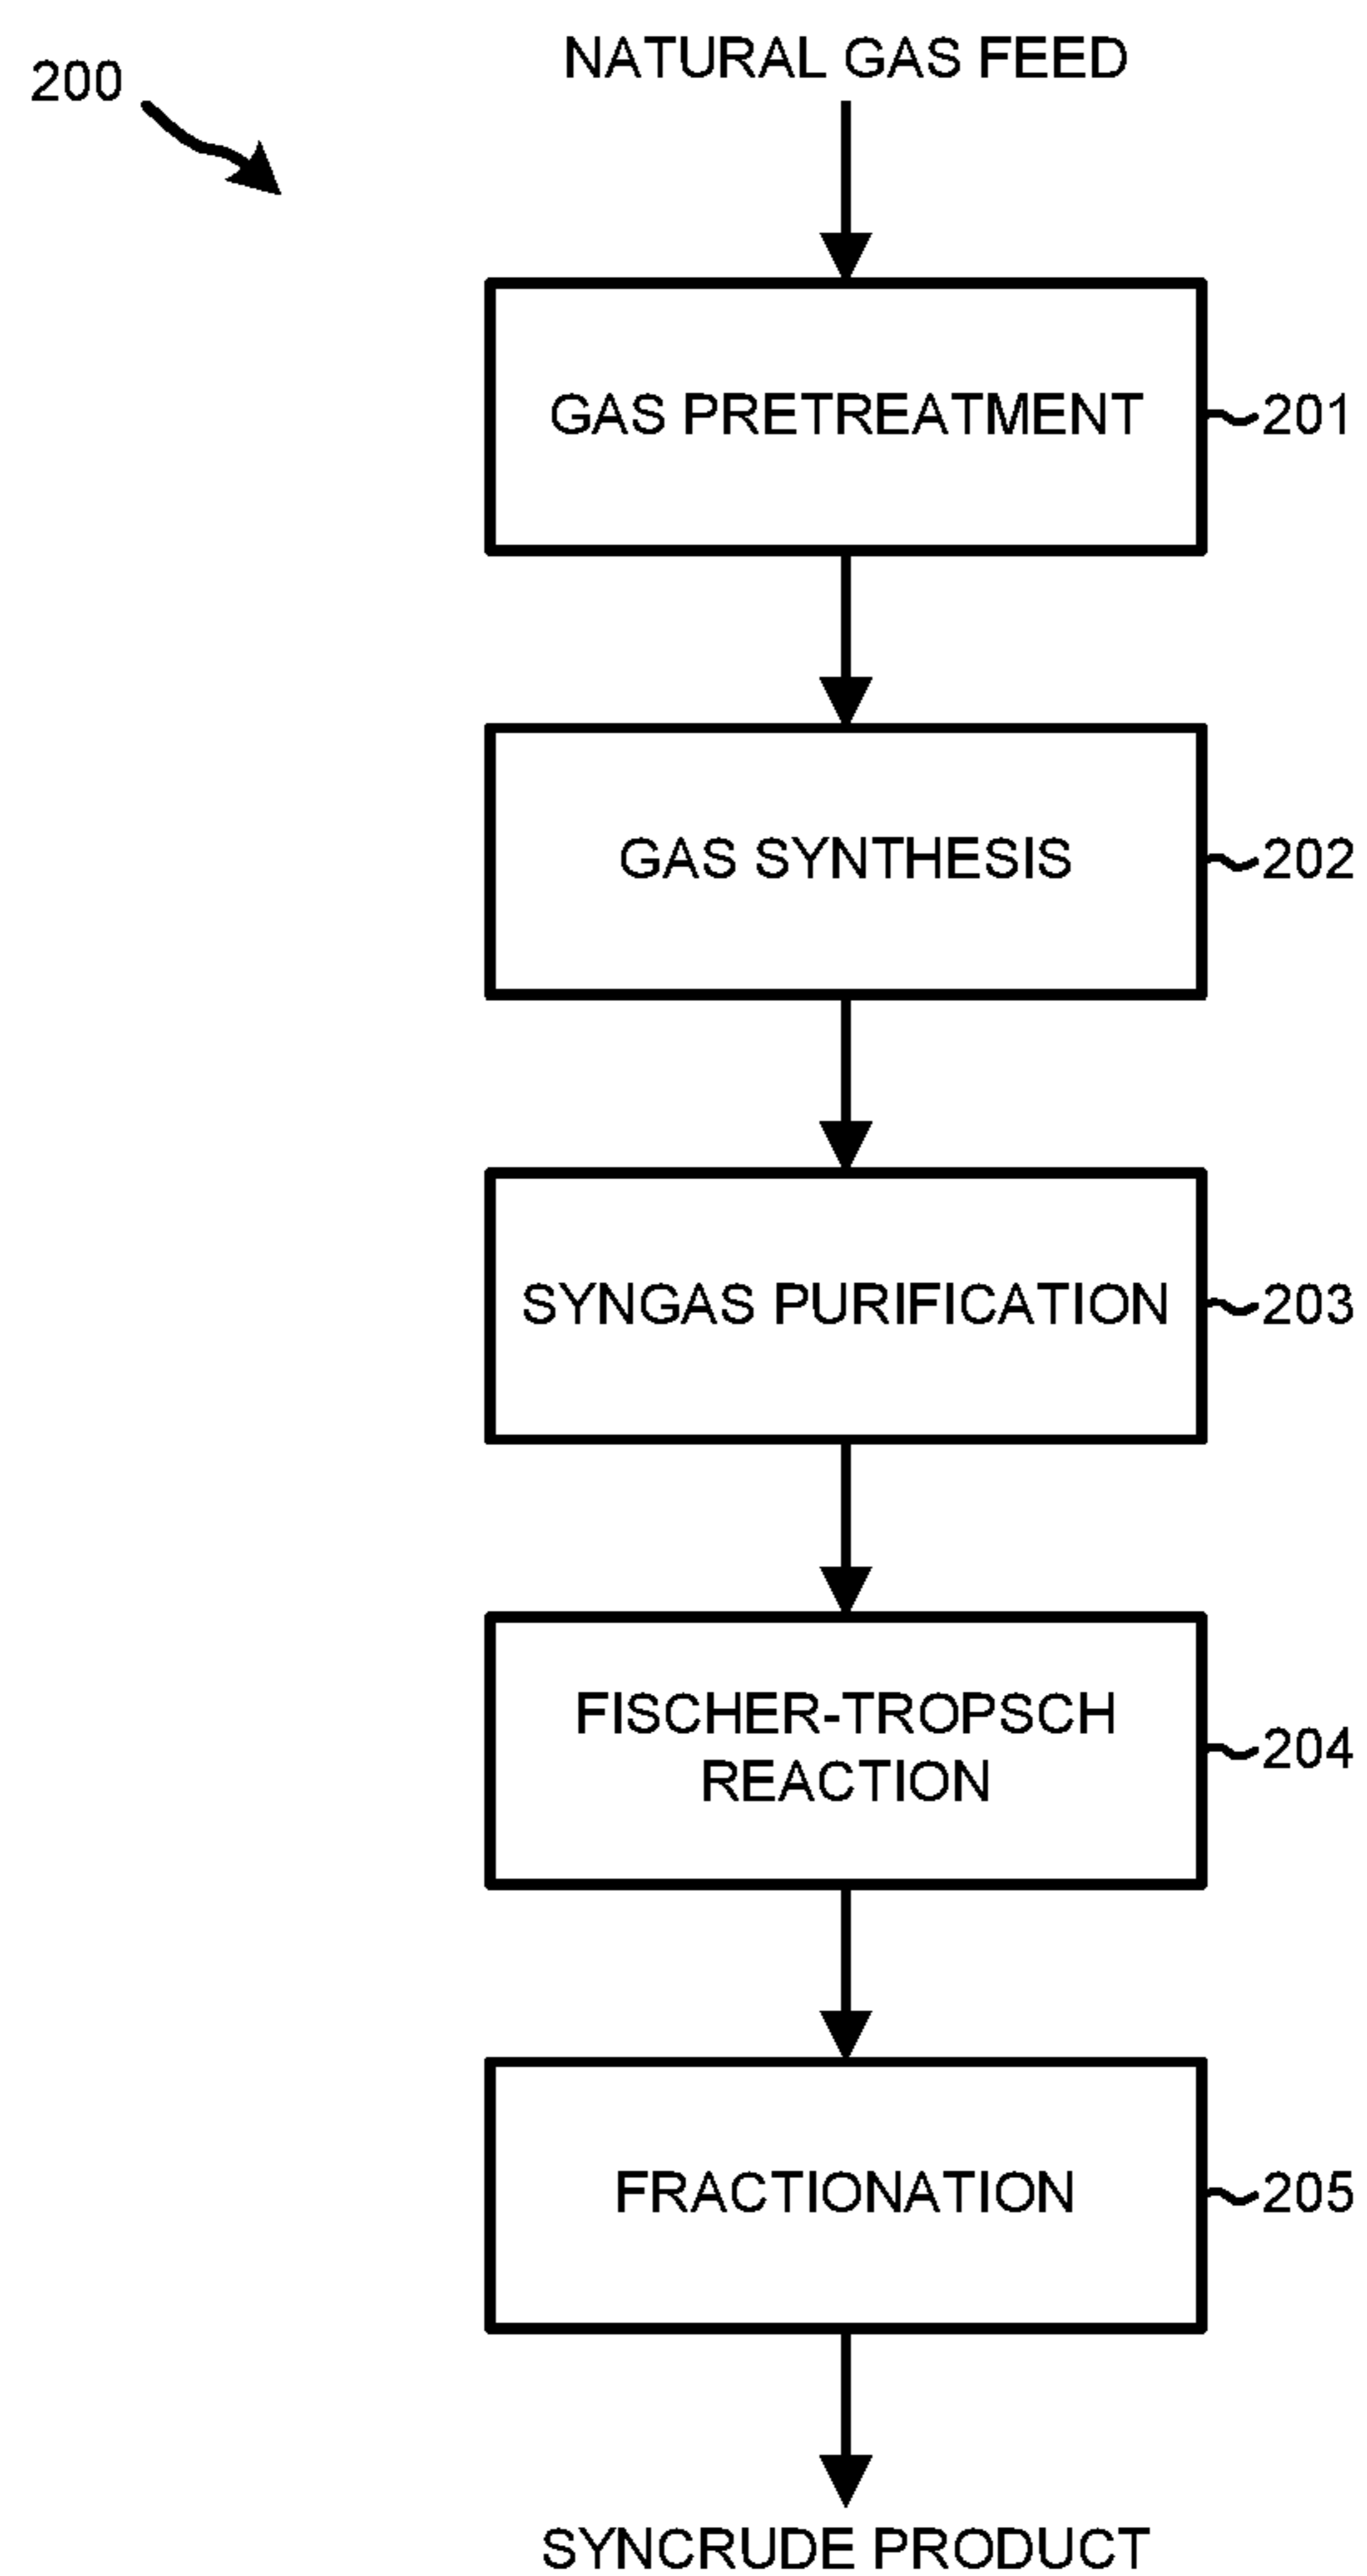 200
NATURAL GAS FEED
GAS PRETREATMENT
201
GAS SYNTHESIS
202
SYNGAS PURIFICATION
203
FISCHER-TROPSCH
REACTION
204
FRACTIONATION
205
SYNCRUDE PRODUCT